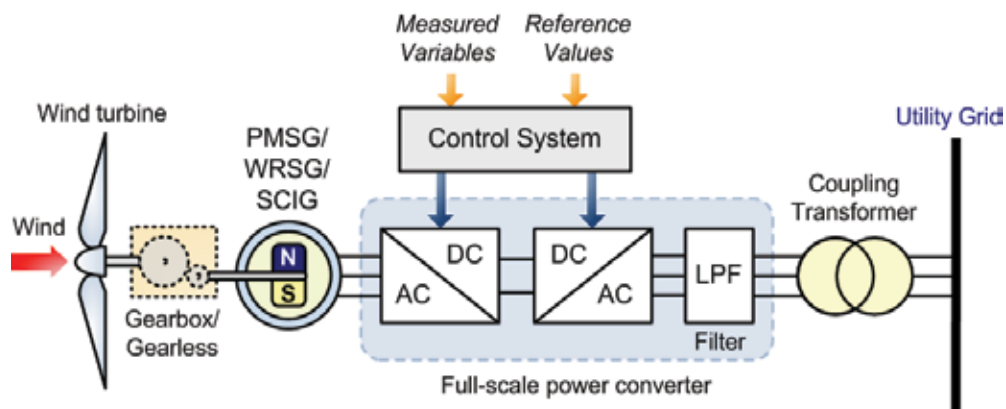 Measured
Variables
Reference
Values
Wind turbine
Control System
Utility Grid
PMSG/
WRSG/
SCIG
Coupling
Transformer
Wind
N
S
DC
AC
DC
AC
LPF
Gearbox/
Gearless
Filter
Full-scale power converter